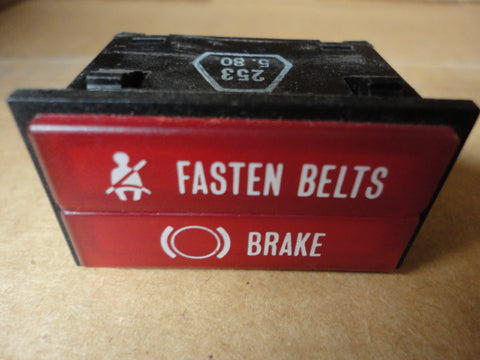 253
5.80
FASTEN BELTS
BRAKE